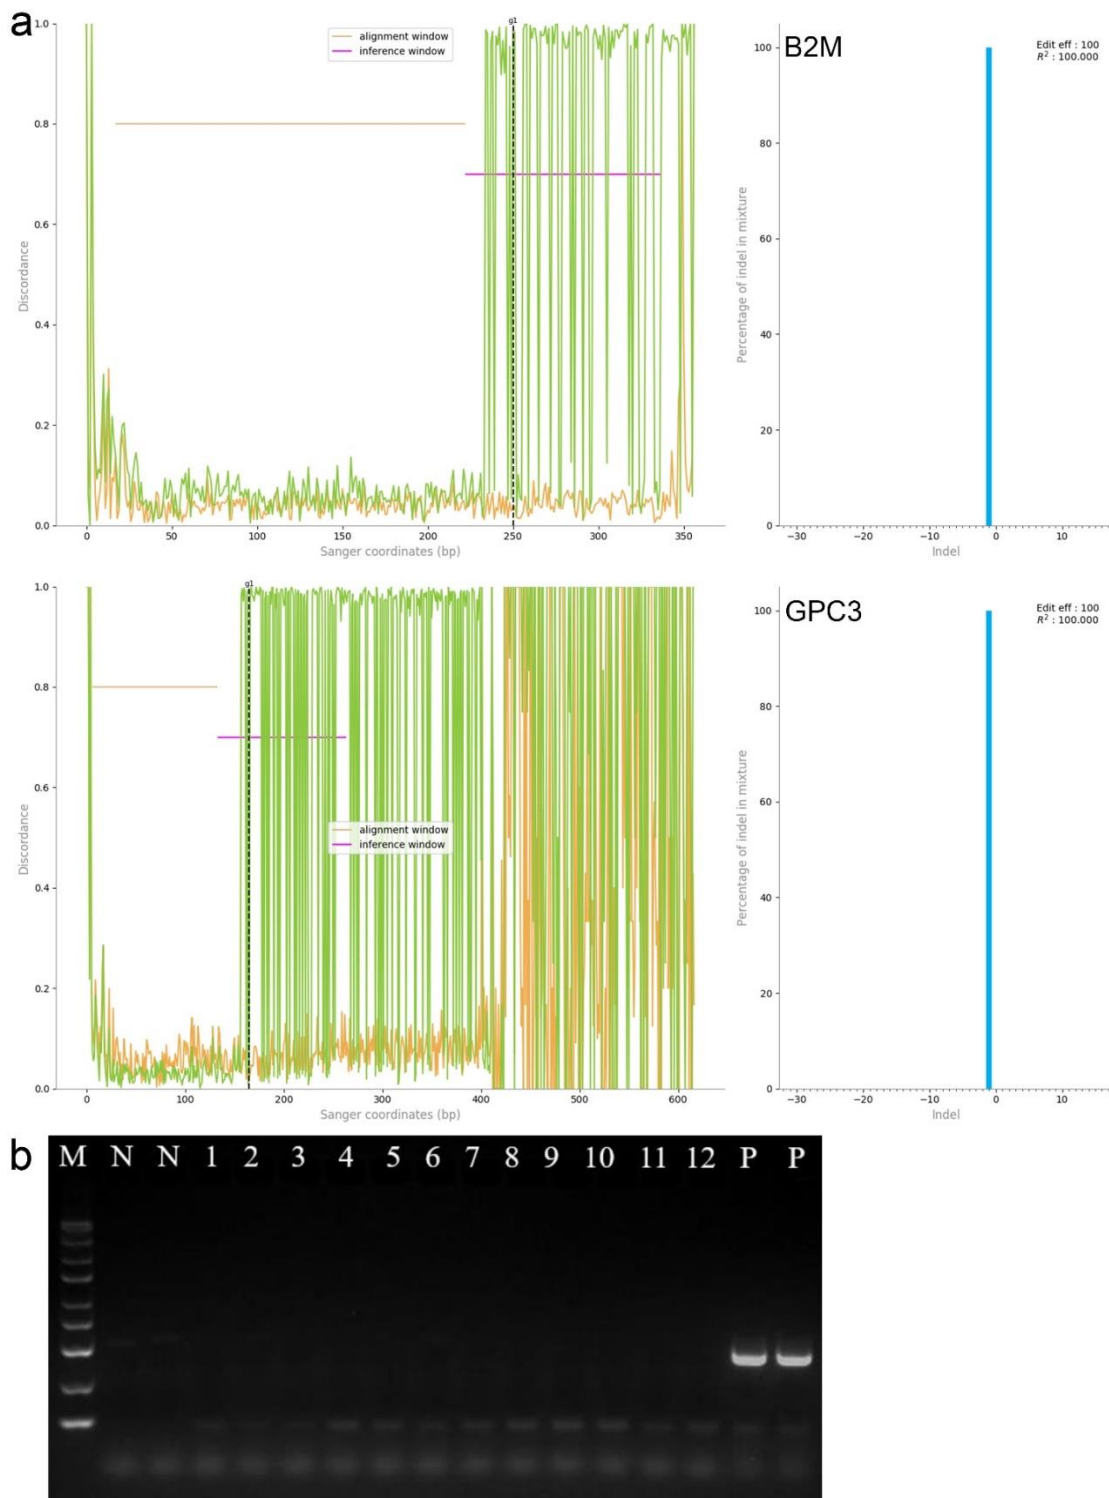 a
1.0
0.8
0.6
0.4
0.2
0.0
Discordance
g1
alignment window
inference window
0 50 100 150 200 250 300 350
Sanger coordinates (bp)
B2M
Edit eff : 100
R² : 100.000
100
80
60
40
20
0
Percentage of indel in mixture
−30 −20 −10 0 10
Indel
1.0
0.8
0.6
0.4
0.2
0.0
Discordance
g1
alignment window
inference window
0 100 200 300 400 500 600
Sanger coordinates (bp)
GPC3
Edit eff : 100
R² : 100.000
100
80
60
40
20
0
Percentage of indel in mixture
−30 −20 −10 0 10
Indel
b
M N N 1 2 3 4 5 6 7 8 9 10 11 12 P P